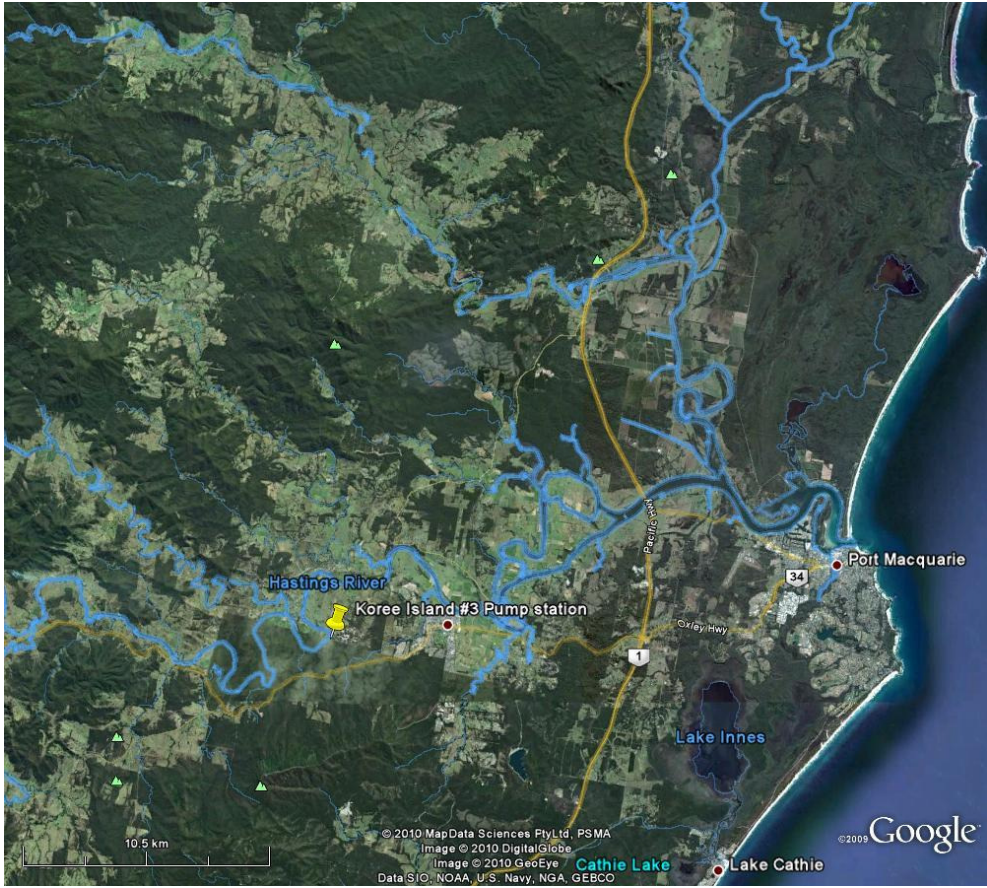 Pacific Hwy
Port Macquarie
34
Hastings River
Koree Island #3 Pump station
Oxley Hwy
1
Lake Innes
10.5 km
© 2010 MapData Sciences PtyLtd, PSMA
Image © 2010 DigitalGlobe
Image © 2010 GeoEye
Data SIO, NOAA, U.S. Navy, NGA, GEBCO
©2009 Google
Cathie Lake
Lake Cathie